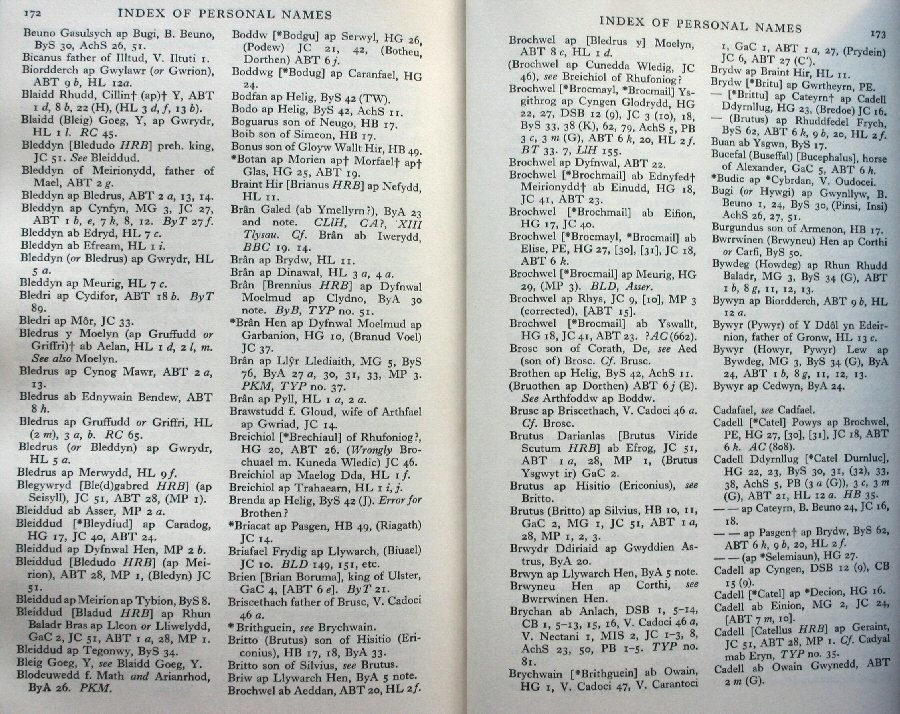 172 INDEX OF PERSONAL NAMES
Beuno Gasulsych ap Bugi, B. Beuno,
ByS 30, AchS 26, 51.
Bicanus father of Illtud, V. Iltuti 1.
Biordderch ap Gwylawr (or Gwrion),
ABT 9 b, HL 12a.
Blaidd Rhudd, Cillin† (ap)† Y, ABT
1 d, 8 b, 22 (H), (HL 3 d, f, 13 b).
Blaidd (Bleig) Goeg, Y, ap Gwrydr,
HL 1 l. RC 45.
Bleddyn [Bledudo HRB] preh. king,
JC 51. See Bleiddud.
Bleddyn of Meirionydd, father of
Mael, ABT 2 g.
Bleddyn ap Bledrus, ABT 2 a, 13, 14.
Bleddyn ap Cynfyn, MG 3, JC 27,
ABT 1 b, e, 7 k, 8, 12. ByT 27 f.
Bleddyn ab Edryd, HL 7 c.
Bleddyn ab Efream, HL 1 i.
Bleddyn (or Bledrus) ap Gwrydr, HL
5 a.
Bleddyn ap Meurig, HL 7 c.
Bledri ap Cydifor, ABT 18 b. ByT
89.
Bledri ap Môr, JC 33.
Bledrus y Moelyn (ap Gruffudd or
Griffri)† ab Aelan, HL 1 d, 2 l, m.
See also Moelyn.
Bledrus ap Cynog Mawr, ABT 2 a,
13.
Bledrus ab Ednywain Bendew, ABT
8 h.
Bledrus ap Gruffudd or Griffri, HL
(2 m), 3 a, b. RC 65.
Bledrus (or Bleddyn) ap Gwrydr,
HL 5 a.
Bledrus ap Merwydd, HL 9 f.
Blegywryd [Ble(d)gabred HRB] (ap
Seisyll), JC 51, ABT 28, (MP 1).
Bleiddud ab Asser, MP 2 a.
Bleiddud [*Bleydiud] ap Caradog,
HG 17, JC 40, ABT 24.
Bleiddud ap Dyfnwal Hen, MP 2 b.
Bleiddud [Bledudo HRB] (ap Mei-
rion), ABT 28, MP 1, (Bledyn) JC
51.
Bleiddud ap Meirion ap Tybion, ByS 8.
Bleiddud [Bladud HRB] ap Rhun
Baladr Bras ap Lleon or Lliwelydd,
GaC 2, JC 51, ABT 1 a, 28, MP 1.
Bleiddud ap Tegonwy, ByS 34.
Bleig Goeg, Y, see Blaidd Goeg, Y.
Blodeuwedd f. Math and Arianrhod,
ByA 26. PKM.
Boddw [*Bodgu] ap Serwyl, HG 26,
(Podew) JC 21, 42, (Botheu,
Dorthen) ABT 6 j.
Boddwg [*Bodug] ap Caranfael, HG
24.
Bodfan ap Helig, ByS 42 (TW).
Bodo ap Helig, ByS 42, AchS 11.
Boguarus son of Neugo, HB 17.
Boib son of Simeon, HB 17.
Bonus son of Gloyw Wallt Hir, HB 49.
*Botan ap Morien ap† Morfael† ap†
Glas, HG 25, ABT 19.
Braint Hir [Brianus HRB] ap Nefydd,
HL 11.
Brân Galed (ab Ymellyrn?), ByA 23
and note. CllH, CA?, XIII
Tlysau. Cf. Brân ab Iwerydd,
BBC 19. 14.
Brân ap Brydw, HL 11.
Brân ap Dinawal, HL 3 a, 4 a.
Brân [Brennius HRB] ap Dyfnwal
Moelmud ap Clydno, ByA 30
note. ByB, TYP no. 51.
*Brân Hen ap Dyfnwal Moelmud ap
Garbanion, HG 10, (Branud Voel)
JC 37.
Brân ap Llŷr Llediaith, MG 5, ByS
76, ByA 27 a, 30, 31, 33, MP 3.
PKM, TYP no. 37.
Brân ap Pyll, HL 1 a, 2 a.
Brawstudd f. Gloud, wife of Arthfael
ap Gwriad, JC 14.
Breichiol [*Brechiaul] of Rhufoniog?,
HG 20, ABT 26. (Wrongly Bro-
chuael m. Kuneda Wledic) JC 46.
Breichiol ap Maelog Dda, HL 1 f.
Breichiol ap Trahaearn, HL 1 i, j.
Brenda ap Helig, ByS 42 (J). Error for
Brothen?
*Briacat ap Pasgen, HB 49, (Riagath)
JC 14.
Briafael Frydig ap Llywarch, (Biuael)
JC 10. BLD 149, 151, etc.
Brien [Brian Boruma], king of Ulster,
GaC 4, [ABT 6 e]. ByT 21.
Briscethach father of Brusc, V. Cadoci
46 a.
*Brithguein, see Brychwain.
Britto (Brutus) son of Hisitio (Eri-
conius), HB 17, 18, ByA 33.
Britto son of Silvius, see Brutus.
Briw ap Llywarch Hen, ByA 5 note.
Brochwel ab Aeddan, ABT 20, HL 2f.
INDEX OF PERSONAL NAMES 173
Brochwel ap [Bledrus y] Moelyn,
ABT 8 c, HL 1 d.
(Brochwel ap Cunedda Wledig, JC
46), see Breichiol of Rhufoniog?
Brochwel [*Brocmayl, *Brocmail] Ys-
githrog ap Cyngen Glodrydd, HG
22, 27, DSB 12 (9), JC 3 (10), 18,
ByS 33, 38 (K), 62, 79, AchS 5, PB
3 c, 3 m (G), ABT 6 k, 20, HL 2 f.
BT 33. 7, LlH 155.
Brochwel ap Dyfnwal, ABT 22.
Brochwel [*Brochmail] ab Ednyfed†
Meirionydd† ab Einudd, HG 18,
JC 41, ABT 23.
Brochwel [*Brochmail] ab Eifion,
HG 17, JC 40.
Brochwel [*Brocmayl, *Brocmail] ab
Elise, PE, HG 27, [30], [31], JC 18,
ABT 6 k.
Brochwel [*Brocmail] ap Meurig, HG
29, (MP 3). BLD, Asser.
Brochwel ap Rhys, JC 9, [10], MP 3
(corrected), [ABT 15].
Brochwel [*Brocmail] ab Yswallt,
HG 18, JC 41, ABT 23. ?AC (662).
Brosc son of Corath, De, see Aed
(son of) Brosc. Cf. Brusc.
Brothen ap Helig, ByS 42, AchS 11.
(Bruothen ap Dorthen) ABT 6 j (E).
See Arthfoddw ap Boddw.
Brusc ap Briscethach, V. Cadoci 46 a.
Cf. Brosc.
Brutus Darianlas [Brutus Viride
Scutum HRB] ab Efrog, JC 51,
ABT 1 a, 28, MP 1, (Brutus
Ysgwyt ir) GaC 2.
Brutus ap Hisitio (Ericonius), see
Britto.
Brutus (Britto) ap Silvius, HB 10, 11,
GaC 2, MG 1, JC 51, ABT 1 a,
28, MP 1, 2, 3.
Brwydr Ddiriaid ap Gwyddien As-
trus, ByA 20.
Brwyn ap Llywarch Hen, ByA 5 note.
Brwyneu Hen ap Corthi, see
Bwrrwinen Hen.
Brychan ab Anlach, DSB 1, 5–14,
CB 1, 5–13, 15, 16, V. Cadoci 46 a,
V. Nectani 1, MIS 2, JC 1–3, 8,
AchS 23, 50, PB 1–5. TYP no.
81.
Brychwain [*Brithguein] ab Owain,
HG 1, V. Cadoci 47, V. Carantoci
1, GaC 1, ABT 1 a, 27, (Prydein)
JC 6, ABT 27 (C').
Brydw ap Braint Hir, HL 11.
Brydw [*Britu] ap Gwrtheyrn, PE.
— [*Brittu] ap Cateyrn† ap Cadell
Ddyrnllug, HG 23, (Bredoe) JC 16.
— (Brutus) ap Rhuddfedel Frych,
ByS 62, ABT 6 k, 9 b, 20, HL 2 f.
Buan ab Ysgwn, ByS 17.
Bucefal (Buseffal) [Bucephalus], horse
of Alexander, GaC 5, ABT 6 h.
*Budic ap *Cybrdan, V. Oudocei.
Bugi (or Hywgi) ap Gwynllyw, B.
Beuno 1, 24, ByS 30, (Pinsi, Insi)
AchS 26, 27, 51.
Burgundus son of Armenon, HB 17.
Bwrrwinen (Brwyneu) Hen ap Corthi
or Carfi, ByS 50.
Bywdeg (Howdeg) ap Rhun Rhudd
Baladr, MG 3, ByS 34 (G), ABT
1 b, 8 g, 11, 12, 13.
Bywyn ap Biordderch, ABT 9 b, HL
12 a.
Bywyr (Pywyr) of Y Ddôl yn Edeir-
nion, father of Gronw, HL 13 c.
Bywyr (Howyr, Pywyr) Lew ap
Bywdeg, MG 3, ByS 34 (G), ByA
24, ABT 1 b, 8 g, 11, 12, 13.
Bywyr ap Cedwyn, ByA 24.
Cadafael, see Cadfael.
Cadell [*Catel] Powys ap Brochwel,
PE, HG 27, [30], [31], JC 18, ABT
6 k. AC (808).
Cadell Ddyrnllug [*Catel Durnluc],
HG 22, 23, ByS 30, 31, (32), 33,
38, AchS 5, PB (3 a (G)), 3 c, 3 m
(G), ABT 21, HL 12 a. HB 35.
— — ap Cateyrn, B. Beuno 24, JC 16,
18.
— — ap Pasgen† ap Brydw, ByS 62,
ABT 6 k, 9 b, 20, HL 2 f.
— — (ap *Selemiaun), HG 27.
Cadell ap Cyngen, DSB 12 (9), CB
15 (9).
Cadell [*Catel] ap *Decion, HG 16.
Cadell ab Einion, MG 2, JC 24,
[ABT 7 m, 10].
Cadell [Catellus HRB] ap Geraint,
JC 51, ABT 28, MP 1. Cf. Cadyal
mab Eryn, TYP no. 35.
Cadell ab Owain Gwynedd, ABT
2 m (G).